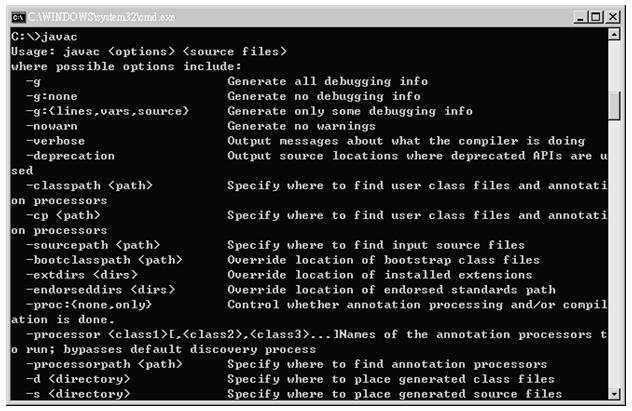 C:\WINDOWS\system32\cmd.exe
C:\>javac
Usage: javac <options> <source files>
where possible options include:
  -g                         Generate all debugging info
  -g:none                    Generate no debugging info
  -g:{lines,vars,source}     Generate only some debugging info
  -nowarn                    Generate no warnings
  -verbose                   Output messages about what the compiler is doing
  -deprecation               Output source locations where deprecated APIs are u
sed
  -classpath <path>          Specify where to find user class files and annotati
on processors
  -cp <path>                 Specify where to find user class files and annotati
on processors
  -sourcepath <path>         Specify where to find input source files
  -bootclasspath <path>      Override location of bootstrap class files
  -extdirs <dirs>            Override location of installed extensions
  -endorseddirs <dirs>       Override location of endorsed standards path
  -proc:{none,only}          Control whether annotation processing and/or compil
ation is done.
  -processor <class1>[,<class2>,<class3>...]Names of the annotation processors t
o run; bypasses default discovery process
  -processorpath <path>      Specify where to find annotation processors
  -d <directory>             Specify where to place generated class files
  -s <directory>             Specify where to place generated source files